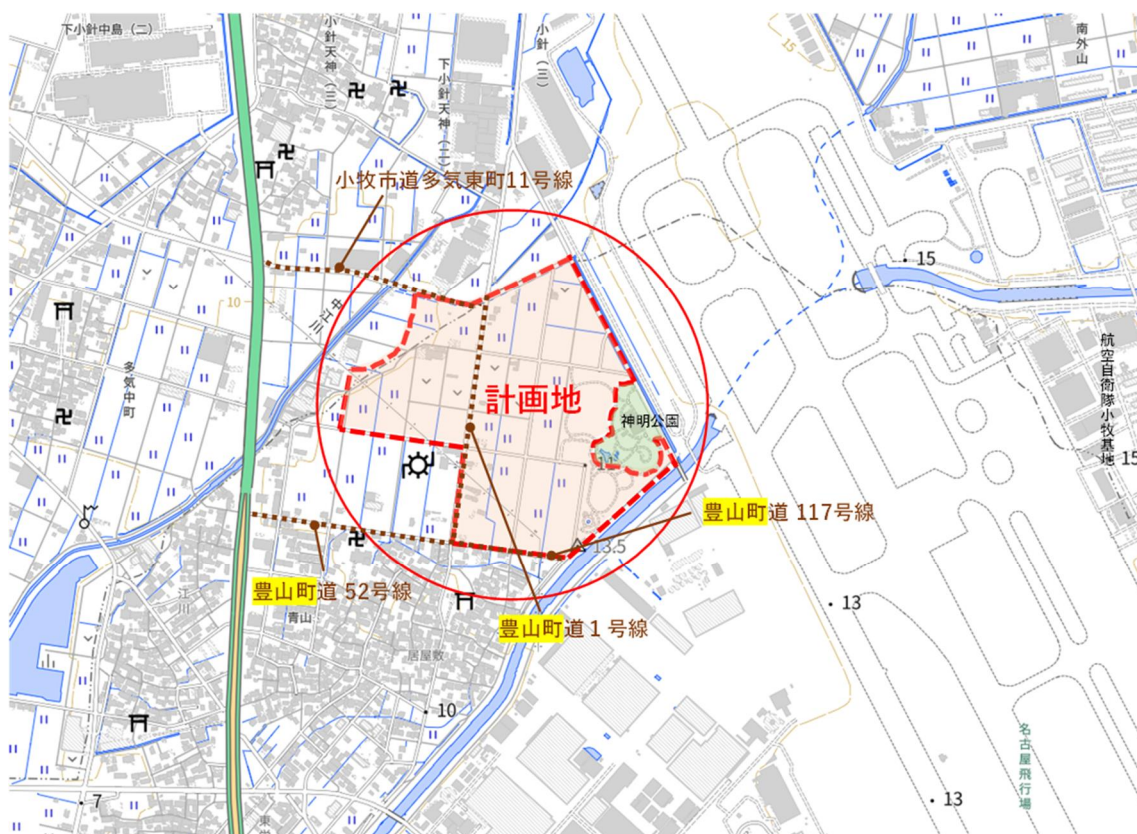 下小針中島（二）
小針天神（三）
下小針天神（二）
小針（三）
南外山
15
小牧市道多気東町11号線
15
10
中江川
多気中町
計画地
神明公園
11
航空自衛隊小牧基地
15
豊山町道 117号線
13.5
豊山町道 52号線
豊山町道１号線
13
江川
青山
居屋敷
10
名古屋飛行場
7
13